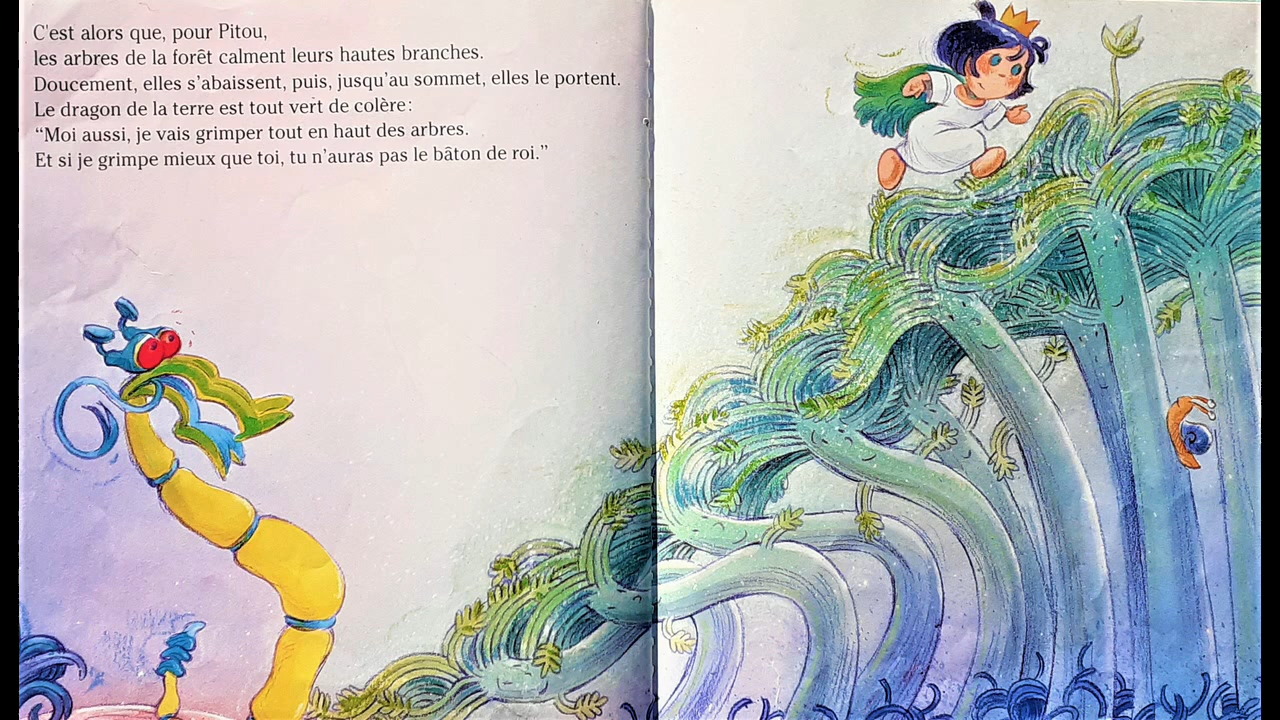 C'est alors que, pour Pitou,
les arbres de la forêt calment leurs hautes branches.
Doucement, elles s'abaissent, puis, jusqu'au sommet, elles le portent.
Le dragon de la terre est tout vert de colère:
“Moi aussi, je vais grimper tout en haut des arbres.
Et si je grimpe mieux que toi, tu n'auras pas le bâton de roi.”